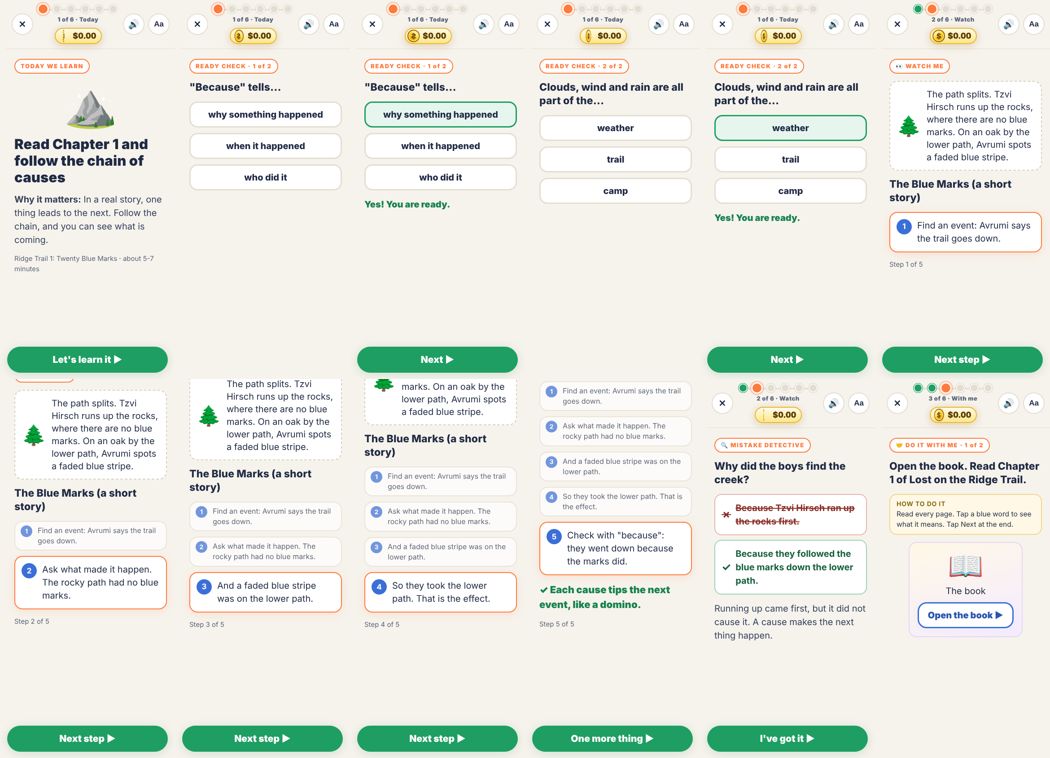 1 of 6 · Today
✕
🔊
Aa
$0.00
TODAY WE LEARN
Read Chapter 1 and
follow the chain of
causes
Why it matters: In a real story, one
thing leads to the next. Follow the
chain, and you can see what is
coming.
Ridge Trail 1: Twenty Blue Marks · about 5-7
minutes
Let's learn it ▶
1 of 6 · Today
✕
🔊
Aa
$0.00
READY CHECK · 1 of 2
"Because" tells...
why something happened
when it happened
who did it
1 of 6 · Today
✕
🔊
Aa
$0.00
READY CHECK · 1 of 2
"Because" tells...
why something happened
when it happened
who did it
Yes! You are ready.
Next ▶
1 of 6 · Today
✕
🔊
Aa
$0.00
READY CHECK · 2 of 2
Clouds, wind and rain are all
part of the...
weather
trail
camp
1 of 6 · Today
✕
🔊
Aa
$0.00
READY CHECK · 2 of 2
Clouds, wind and rain are all
part of the...
weather
trail
camp
Yes! You are ready.
Next ▶
2 of 6 · Watch
✕
🔊
Aa
$0.00
👀 WATCH ME
The path splits. Tzvi
Hirsch runs up the rocks,
where there are no blue
marks. On an oak by the
lower path, Avrumi spots
a faded blue stripe.
The Blue Marks (a short
story)
1 Find an event: Avrumi says
the trail goes down.
Step 1 of 5
Next step ▶
The path splits. Tzvi
Hirsch runs up the rocks,
where there are no blue
marks. On an oak by the
lower path, Avrumi spots
a faded blue stripe.
The Blue Marks (a short
story)
1 Find an event: Avrumi says the trail
goes down.
2 Ask what made it happen.
The rocky path had no blue
marks.
Step 2 of 5
Next step ▶
The path splits. Tzvi
Hirsch runs up the rocks,
where there are no blue
marks. On an oak by the
lower path, Avrumi spots
a faded blue stripe.
The Blue Marks (a short
story)
1 Find an event: Avrumi says the trail
goes down.
2 Ask what made it happen. The
rocky path had no blue marks.
3 And a faded blue stripe
was on the lower path.
Step 3 of 5
Next step ▶
marks. On an oak by the
lower path, Avrumi spots
a faded blue stripe.
The Blue Marks (a short
story)
1 Find an event: Avrumi says the trail
goes down.
2 Ask what made it happen. The
rocky path had no blue marks.
3 And a faded blue stripe was on the
lower path.
4 So they took the lower
path. That is the effect.
Step 4 of 5
Next step ▶
1 Find an event: Avrumi says the trail
goes down.
2 Ask what made it happen. The
rocky path had no blue marks.
3 And a faded blue stripe was on the
lower path.
4 So they took the lower path. That is
the effect.
5 Check with "because":
they went down because
the marks did.
✓ Each cause tips the next
event, like a domino.
Step 5 of 5
One more thing ▶
2 of 6 · Watch
✕
🔊
Aa
$0.00
🔍 MISTAKE DETECTIVE
Why did the boys find the
creek?
✕ Because Tzvi Hirsch ran up
the rocks first.
✓ Because they followed the
blue marks down the lower
path.
Running up came first, but it did not
cause it. A cause makes the next
thing happen.
I've got it ▶
3 of 6 · With me
✕
🔊
Aa
$0.00
🤝 DO IT WITH ME · 1 of 2
Open the book. Read Chapter
1 of Lost on the Ridge Trail.
HOW TO DO IT
Read every page. Tap a blue word to see
what it means. Tap Next at the end.
The book
Open the book ▶